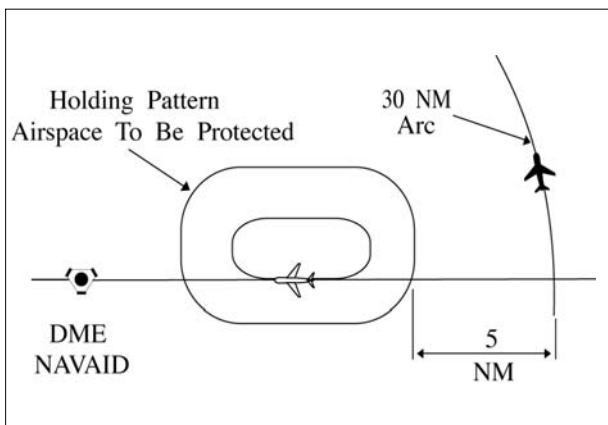 Holding Pattern
Airspace To Be Protected
30 NM
Arc
DME
NAVAID
5
NM